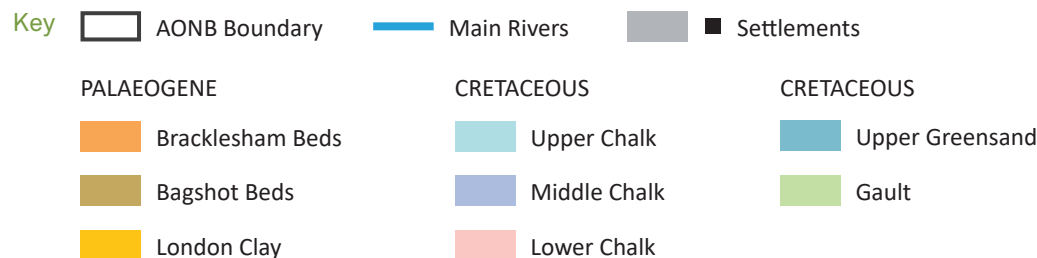 Key AONB Boundary Main Rivers Settlements
PALAEOGENE CRETACEOUS CRETACEOUS
Bracklesham Beds Upper Chalk Upper Greensand
Bagshot Beds Middle Chalk Gault
London Clay Lower Chalk